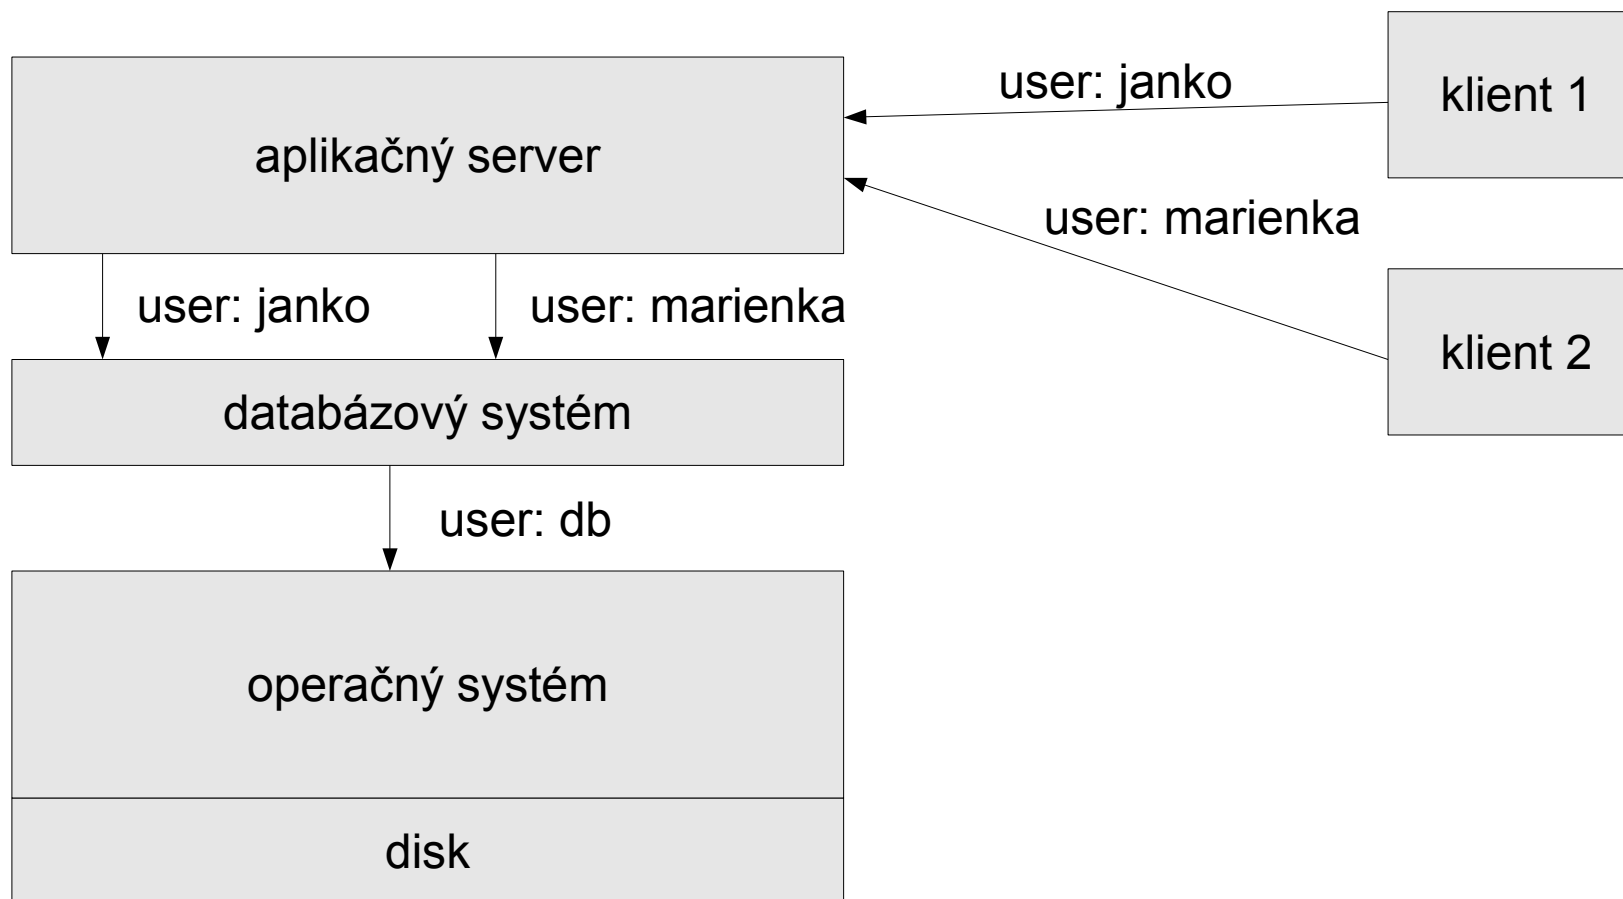 user: janko
klient 1
aplikačný server
user: marienka
user: janko
user: marienka
klient 2
databázový systém
user: db
operačný systém
disk